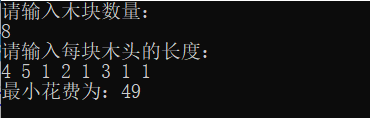 请输入木块数量：
8
请输入每块木头的长度：
4 5 1 2 1 3 1 1
最小花费为：49